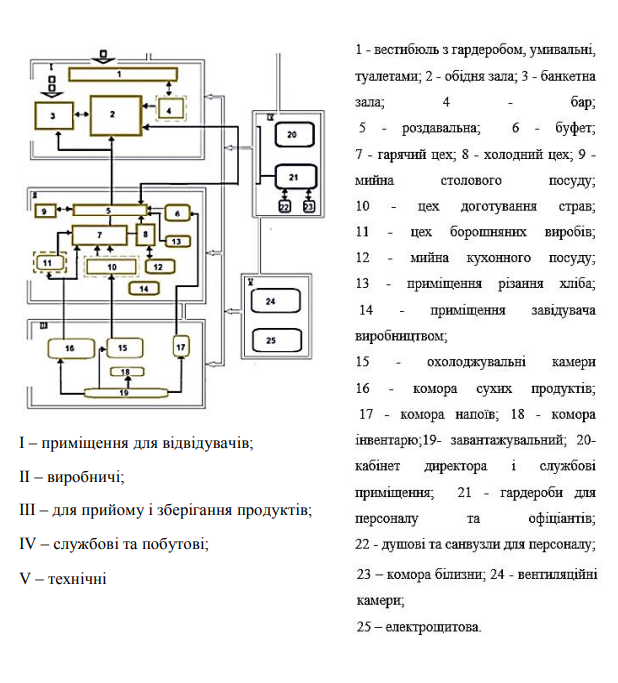 I
1
2
3
4
II
5
6
7
8
9
10
11
12
13
14
III
15
16
17
18
19
IV
20
21
22
23
V
24
25
I – приміщення для відвідувачів;
II – виробничі;
III – для прийому і зберігання продуктів;
IV – службові та побутові;
V – технічні
1 - вестибюль з гардеробом, умивальні,
туалетами; 2 - обідня зала; 3 - банкетна
зала; 4 - бар;
5 - роздавальна; 6 - буфет;
7 - гарячий цех; 8 - холодний цех; 9 -
мийна столового посуду;
10 - цех доготування страв;
11 - цех борошняних виробів;
12 - мийна кухонного посуду;
13 - приміщення різання хліба;
14 - приміщення завідувача
виробництвом;
15 - охолоджувальні камери
16 - комора сухих продуктів;
17 - комора напоїв; 18 - комора
інвентарю;19- завантажувальний; 20-
кабінет директора і службові
приміщення; 21 - гардероби для
персоналу та офіціантів;
22 - душові та санвузли для персоналу;
23 – комора білизни; 24 - вентиляційні
камери;
25 – електрощитова.